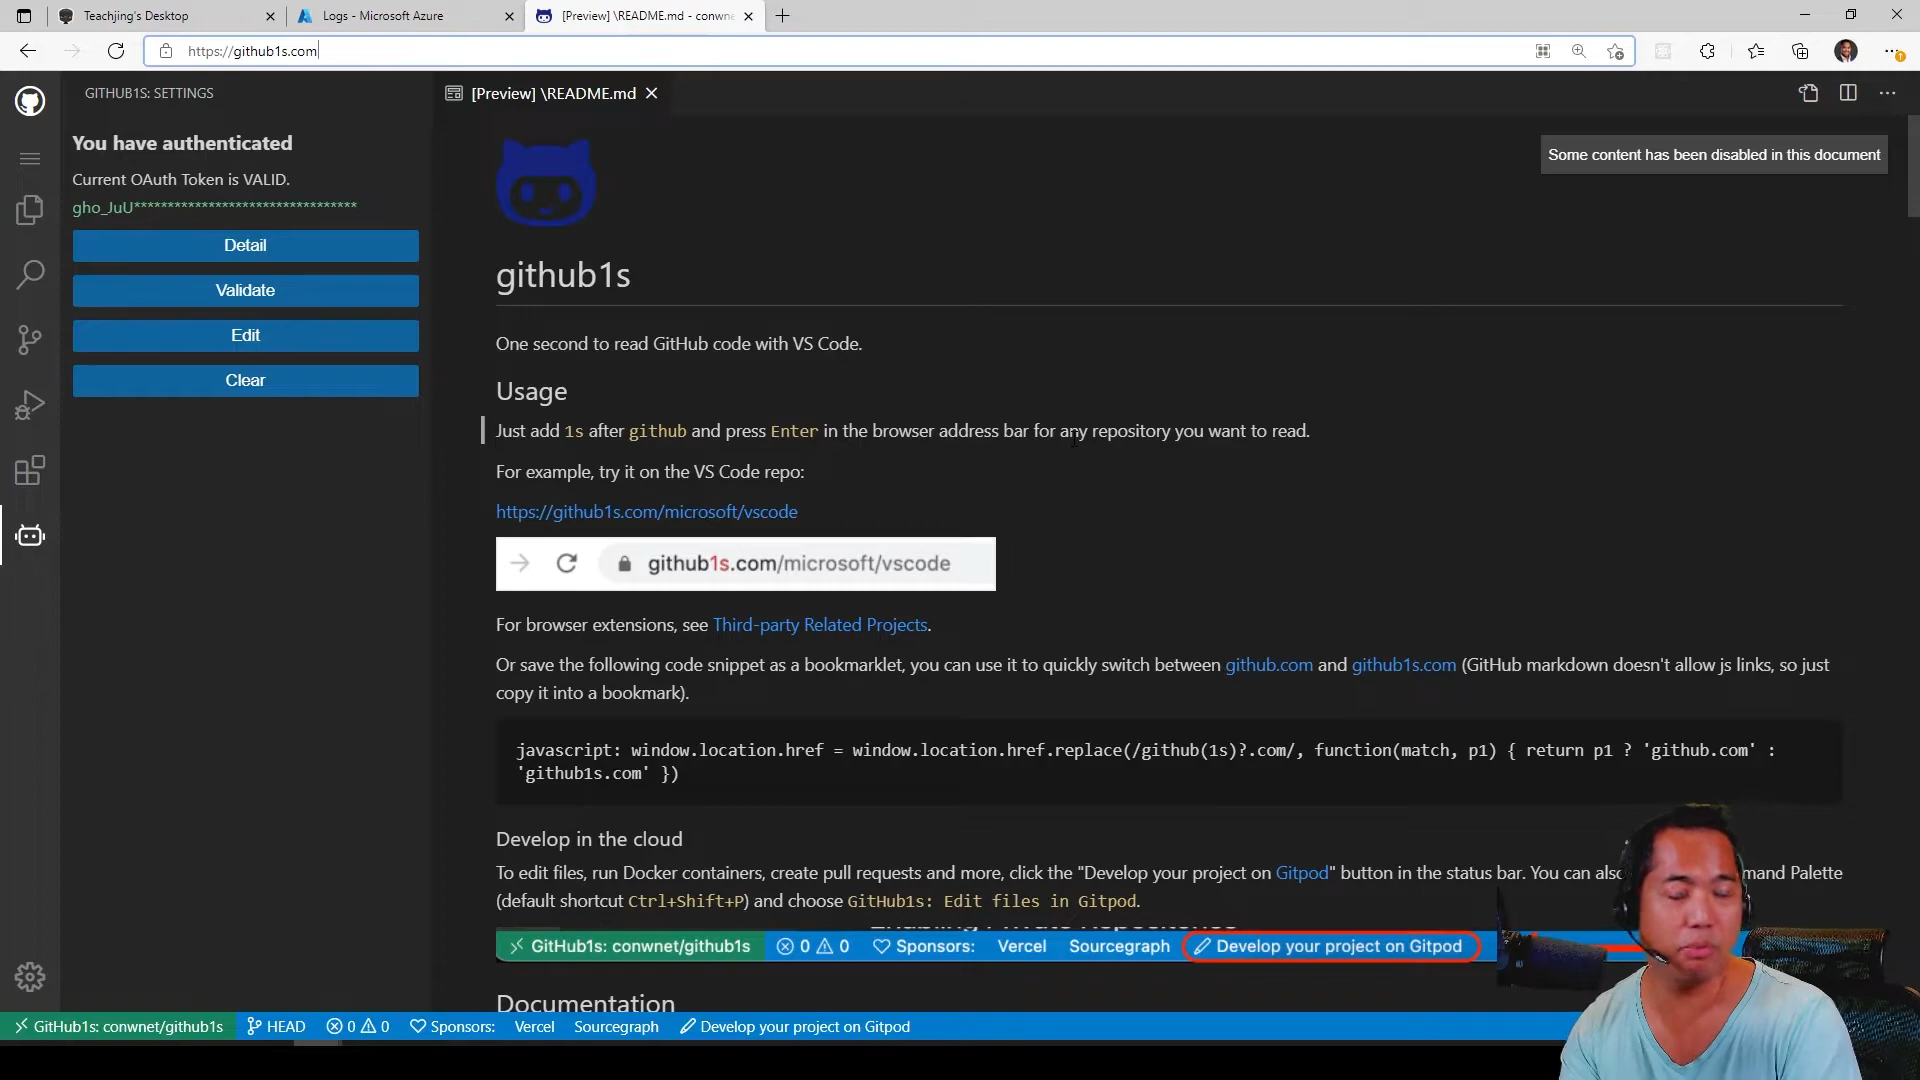 Teachjing's Desktop
Logs - Microsoft Azure
[Preview] \README.md - conwne
https://github1s.com
GITHUB1S: SETTINGS
[Preview] \README.md
You have authenticated
Current OAuth Token is VALID.
gho_JuU*********************************
Detail
Validate
Edit
Clear
Some content has been disabled in this document
github1s
One second to read GitHub code with VS Code.
Usage
Just add 1s after github and press Enter in the browser address bar for any repository you want to read.
For example, try it on the VS Code repo:
https://github1s.com/microsoft/vscode
github1s.com/microsoft/vscode
For browser extensions, see Third-party Related Projects.
Or save the following code snippet as a bookmarklet, you can use it to quickly switch between github.com and github1s.com (GitHub markdown doesn't allow js links, so just
copy it into a bookmark).
javascript: window.location.href = window.location.href.replace(/github(1s)?.com/, function(match, p1) { return p1 ? 'github.com' :
'github1s.com' })
Develop in the cloud
To edit files, run Docker containers, create pull requests and more, click the "Develop your project on Gitpod" button in the status bar. You can also mand Palette
(default shortcut Ctrl+Shift+P) and choose GitHub1s: Edit files in Gitpod.
Enabling Private Repositories
GitHub1s: conwnet/github1s 0 0 Sponsors: Vercel Sourcegraph Develop your project on Gitpod
Documentation
GitHub1s: conwnet/github1s HEAD 0 0 Sponsors: Vercel Sourcegraph Develop your project on Gitpod